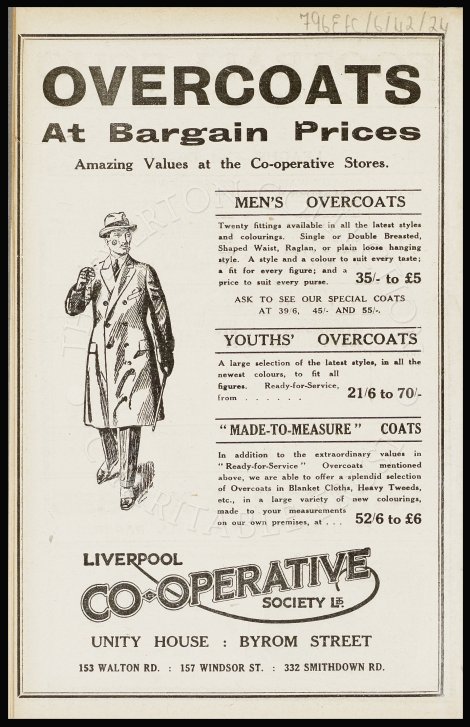 796EFC/6/42/24
OVERCOATS
At Bargain Prices
Amazing Values at the Co-operative Stores.
MEN'S OVERCOATS
Twenty fittings available in all the latest styles
and colourings. Single or Double Breasted,
Shaped Waist, Raglan, or plain loose hanging
style. A style and a colour to suit every taste;
a fit for every figure; and a
price to suit every purse. 35/- to £5
ASK TO SEE OUR SPECIAL COATS
AT 39/6, 45/- AND 55/-.
YOUTHS' OVERCOATS
A large selection of the latest styles, in all the
newest colours, to fit all
figures. Ready-for-Service,
from . . . . . . 21/6 to 70/-
"MADE-TO-MEASURE" COATS
In addition to the extraordinary values in
"Ready-for-Service" Overcoats mentioned
above, we are able to offer a splendid selection
of Overcoats in Blanket Cloths, Heavy Tweeds,
etc., in a large variety of new colourings,
made to your measurements
on our own premises, at . . . 52/6 to £6
LIVERPOOL
CO-OPERATIVE
SOCIETY LTD.
UNITY HOUSE : BYROM STREET
153 WALTON RD. : 157 WINDSOR ST. : 332 SMITHDOWN RD.